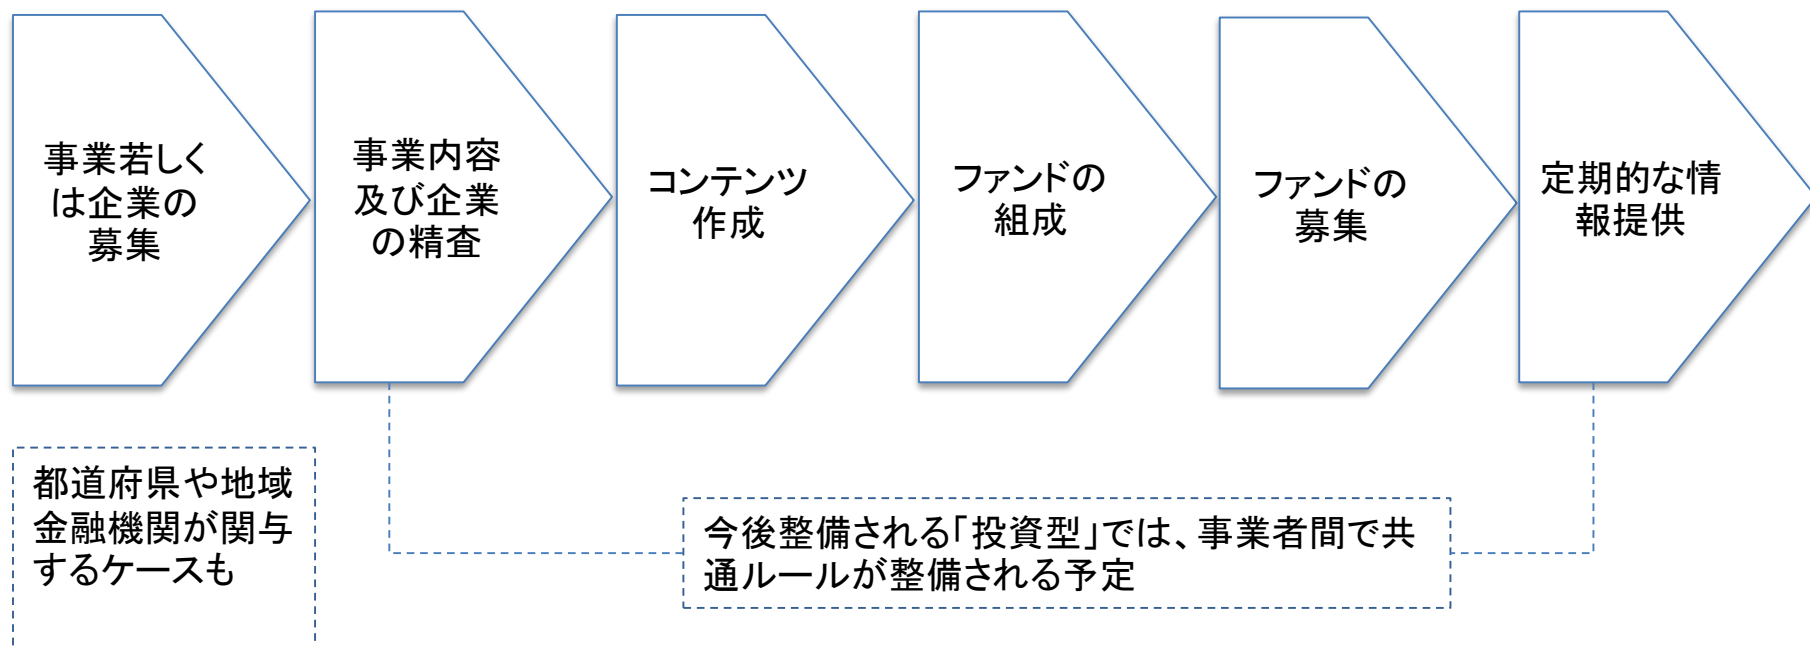 事業若しく
は企業の
募集
事業内容
及び企業
の精査
コンテンツ
作成
ファンドの
組成
ファンドの
募集
定期的な情
報提供
都道府県や地域
金融機関が関与
するケースも
今後整備される「投資型」では、事業者間で共
通ルールが整備される予定